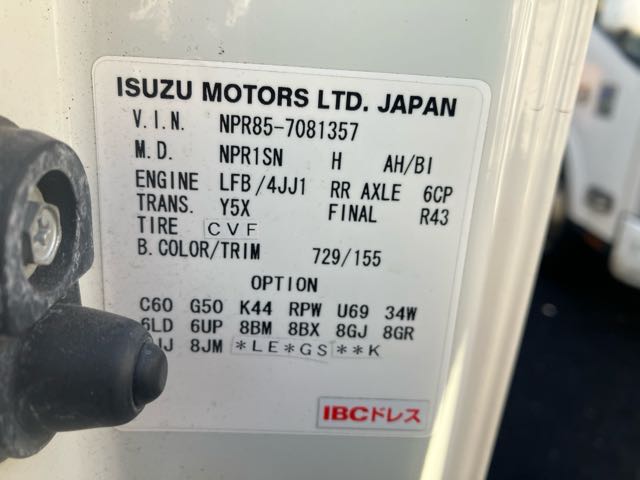 ISUZU MOTORS LTD. JAPAN
V.I.N. NPR85-7081357
M.D. NPR1SN H AH/BI
ENGINE LFB/4JJ1 RR AXLE 6CP
TRANS. Y5X FINAL R43
TIRE CVF
B.COLOR/TRIM 729/155
OPTION
C60 G50 K44 RPW U69 34W
6LD 6UP 8BM 8BX 8GJ 8GR
8JM *LE*GS**K
IBCドレス